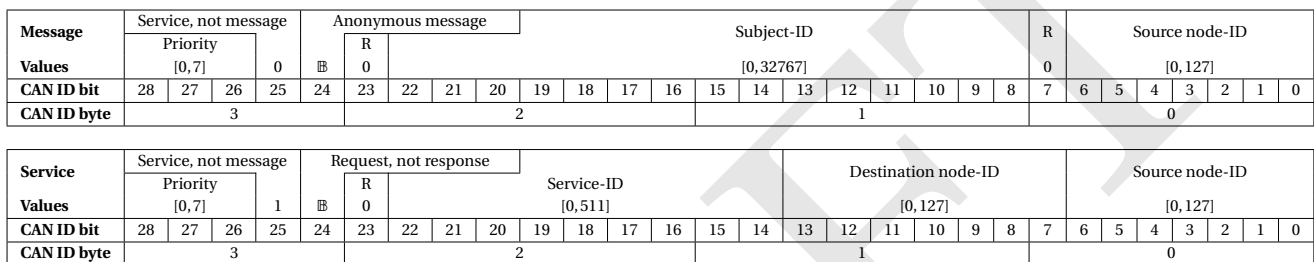 Message Service, not message Anonymous message Subject-ID R Source node-ID
Priority R
Values [0,7] 0 𝔹 0 [0,32767] 0 [0,127]
CAN ID bit 28 27 26 25 24 23 22 21 20 19 18 17 16 15 14 13 12 11 10 9 8 7 6 5 4 3 2 1 0
CAN ID byte 3 2 1 0
Service Service, not message Request, not response Service-ID Destination node-ID Source node-ID
Priority R
Values [0,7] 1 𝔹 0 [0,511] [0,127] [0,127]
CAN ID bit 28 27 26 25 24 23 22 21 20 19 18 17 16 15 14 13 12 11 10 9 8 7 6 5 4 3 2 1 0
CAN ID byte 3 2 1 0